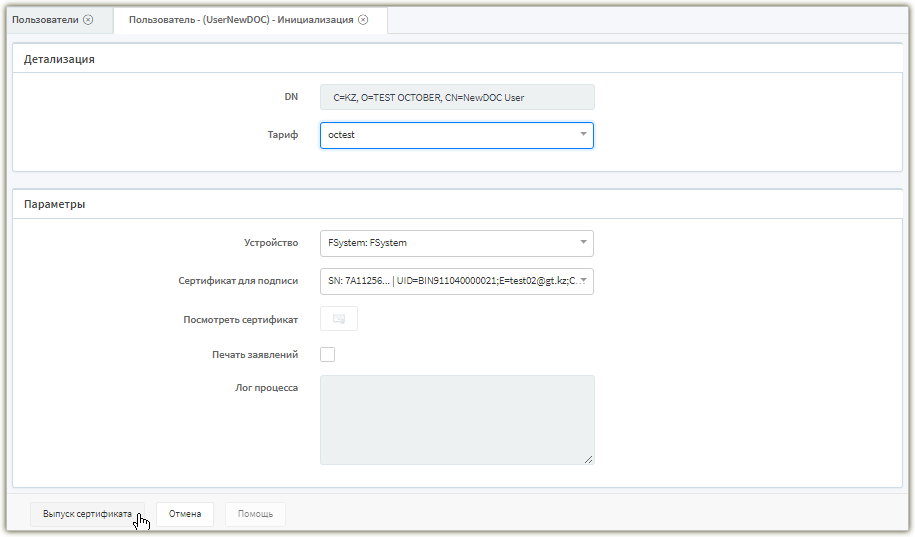 Пользователи
Пользователь - (UserNewDOC) - Инициализация
Детализация
DN C=KZ, O=TEST OCTOBER, CN=NewDOC User
Тариф octest
Параметры
Устройство FSystem: FSystem
Сертификат для подписи SN: 7A11256... | UID=BIN911040000021;E=test02@gt.kz;C...
Посмотреть сертификат
Печать заявлений
Лог процесса
Выпуск сертификата Отмена Помощь